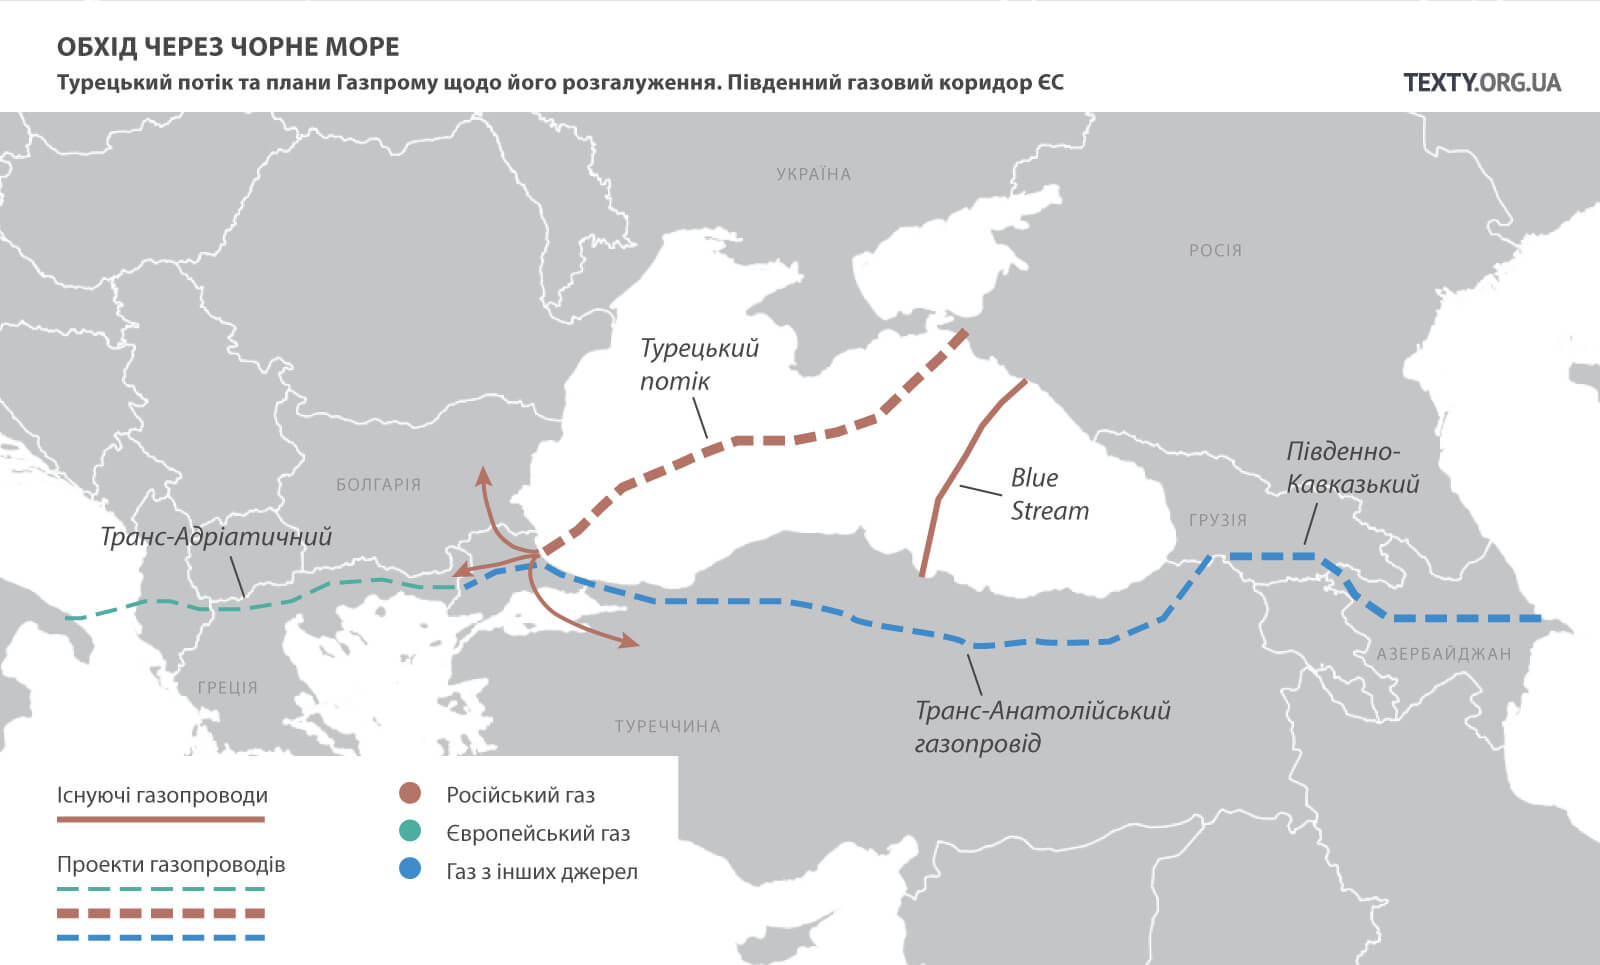 ОБХІД ЧЕРЕЗ ЧОРНЕ МОРЕ
Турецький потік та плани Газпрому щодо його розгалуження. Південний газовий коридор ЄС
TEXTY.ORG.UA
УКРАЇНА
РОСІЯ
Турецький
потік
Південно-
Кавказький
Blue
Stream
БОЛГАРІЯ
ГРУЗІЯ
Транс-Адріатичний
АЗЕРБАЙДЖАН
ГРЕЦІЯ
ТУРЕЧЧИНА
Транс-Анатолійський
газопровід
Існуючі газопроводи
Проекти газопроводів
Російський газ
Європейський газ
Газ з інших джерел